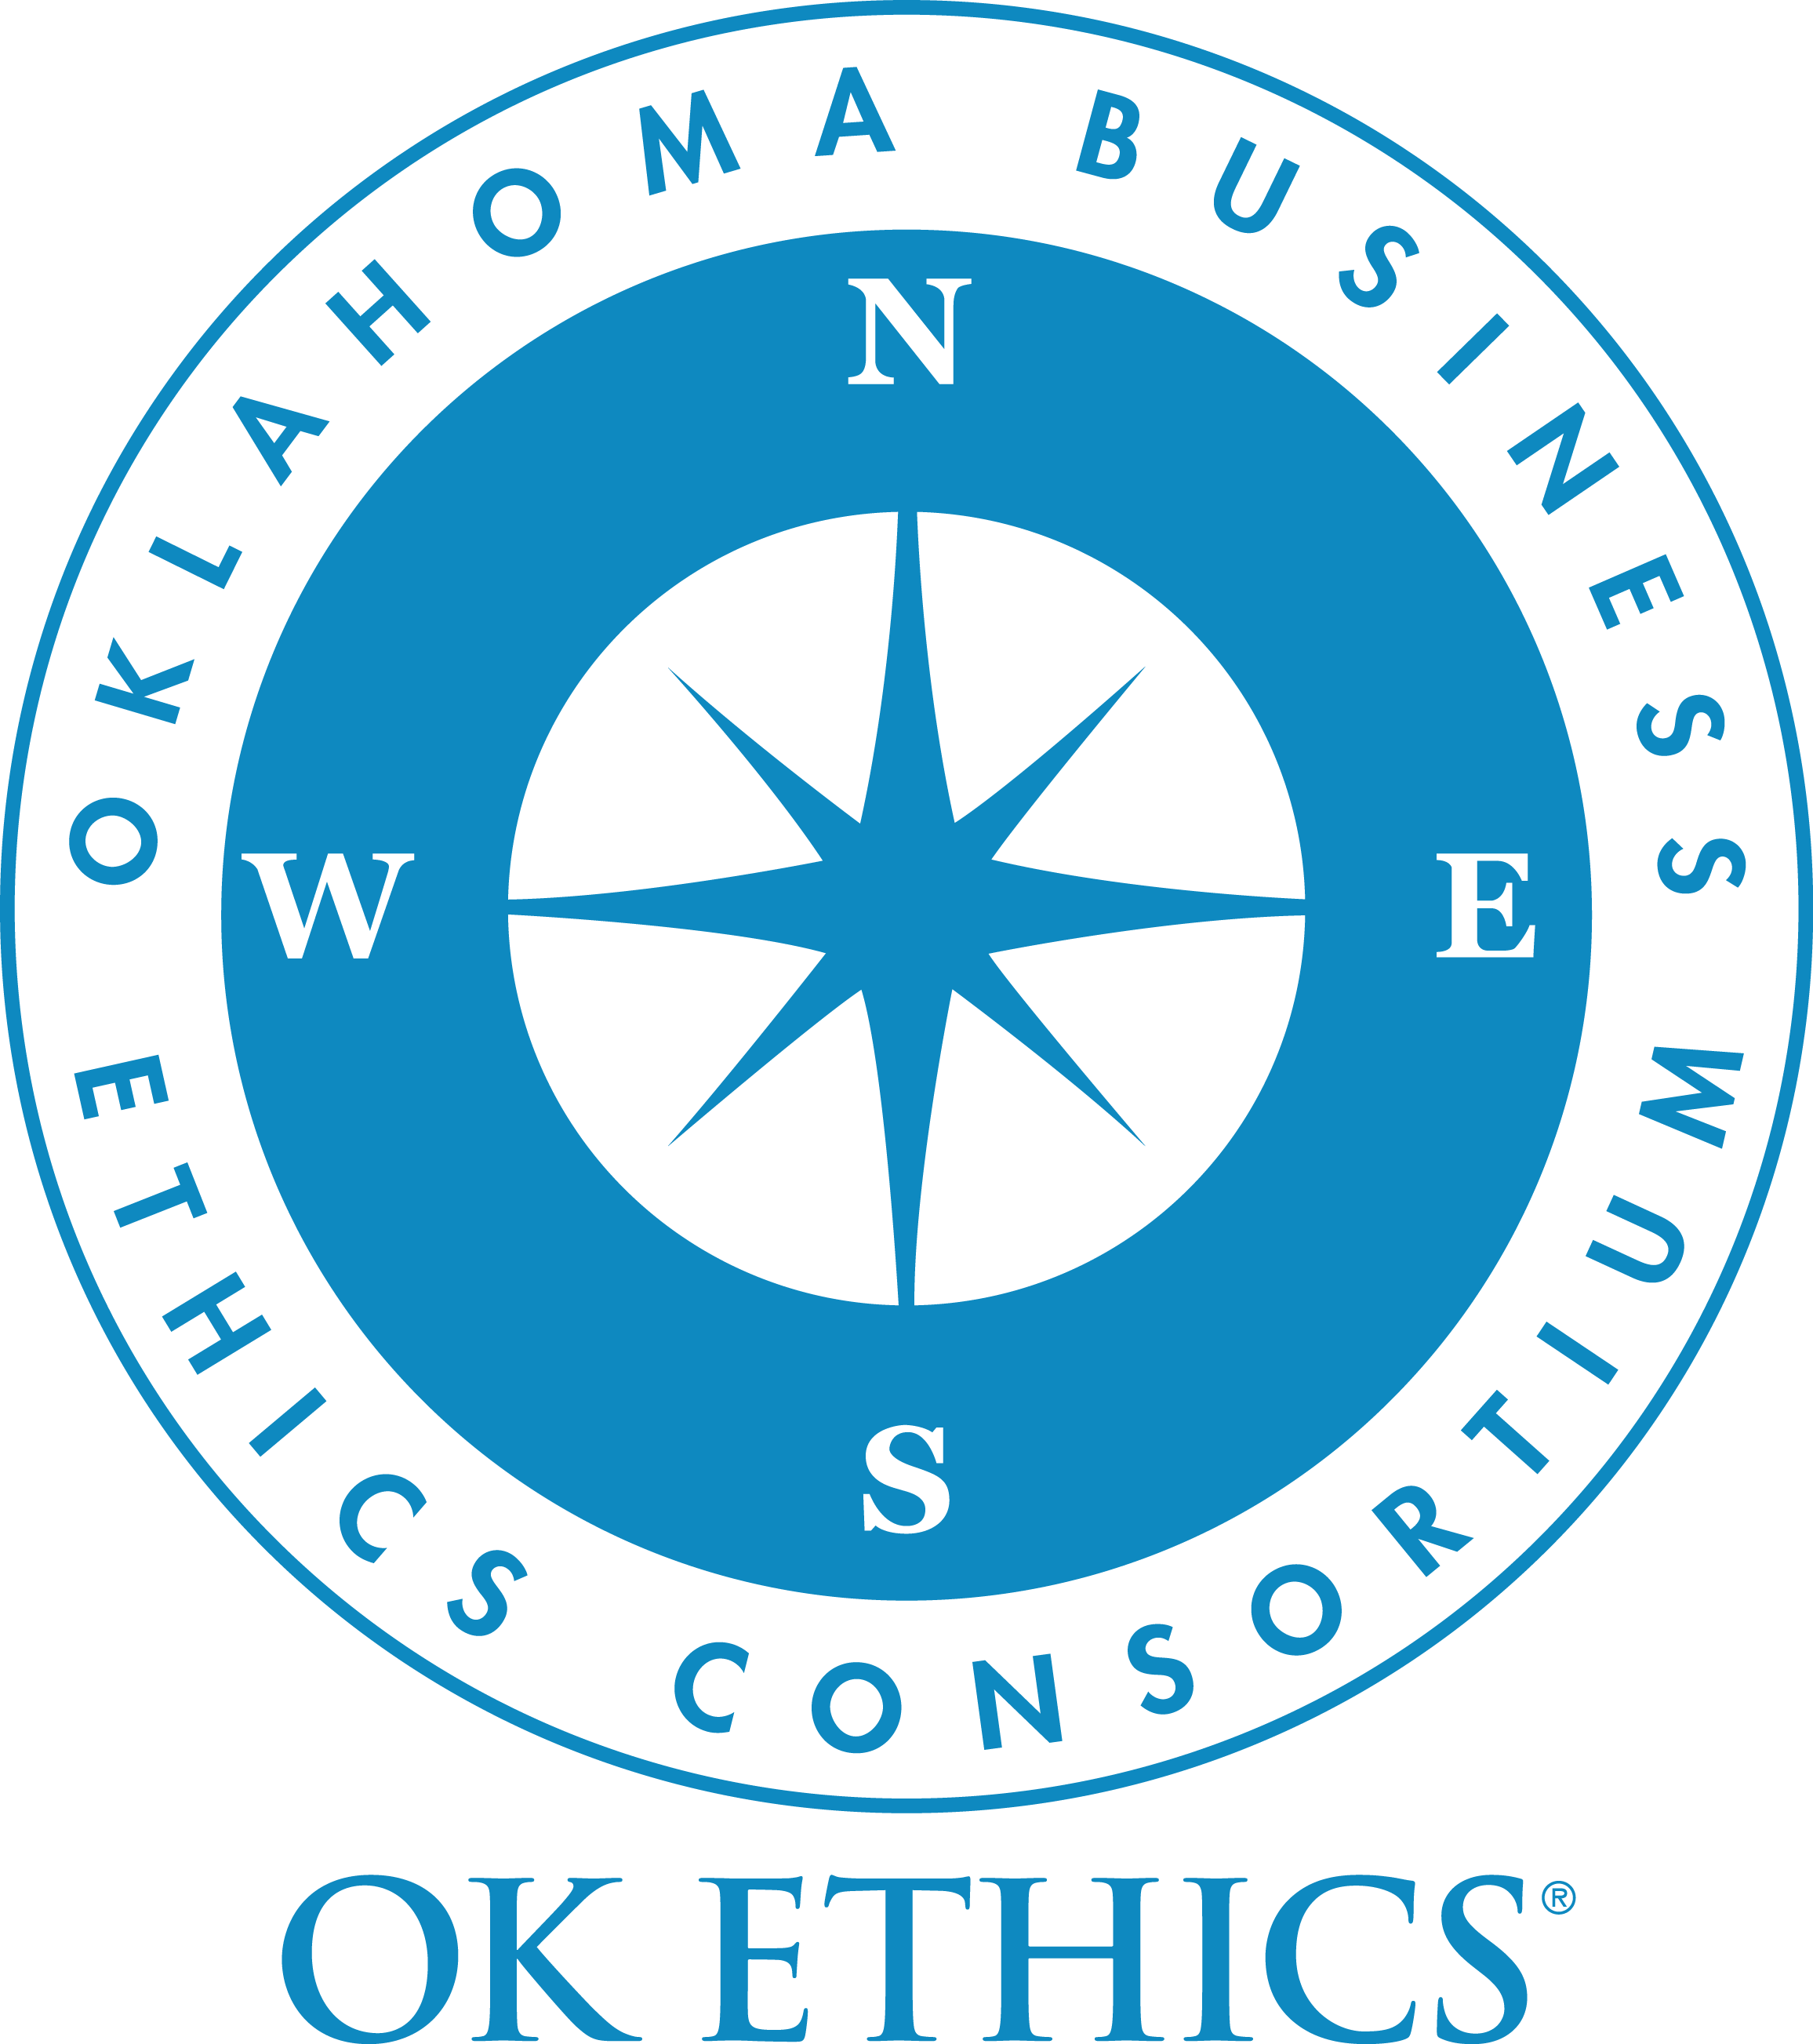 OKLAHOMA BUSINESS
ETHICS CONSORTIUM
N
W
E
S
OK ETHICS®